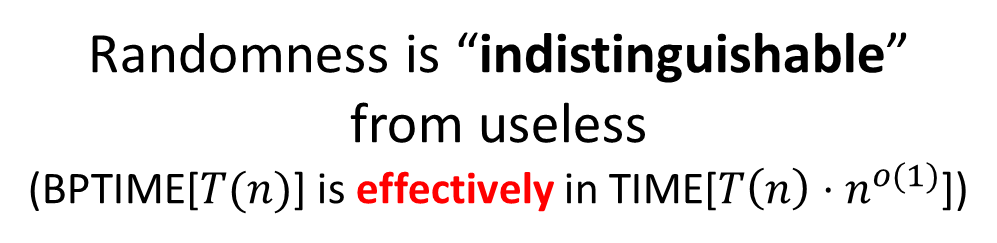 Randomness is “indistinguishable”
from useless
(BPTIME[𝑇(𝑛)] is effectively in TIME[𝑇(𝑛) ⋅ 𝑛^{𝑜(1)}])